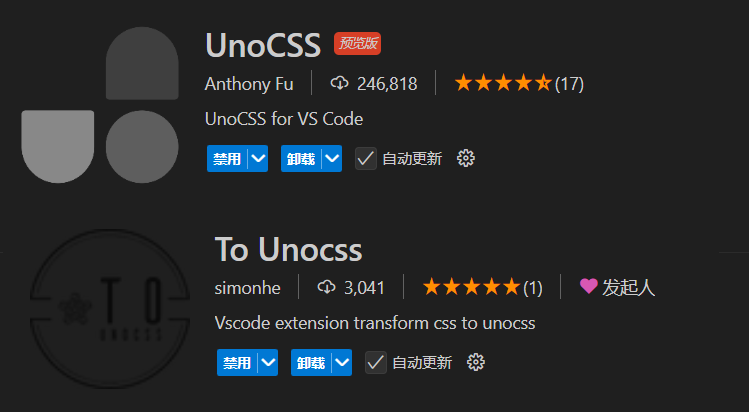 UnoCSS 预览版
Anthony Fu 246,818 (17)
UnoCSS for VS Code
禁用 卸载 自动更新
TO
UNOCSS
To Unocss
simonhe 3,041 (1) 发起人
Vscode extension transform css to unocss
禁用 卸载 自动更新